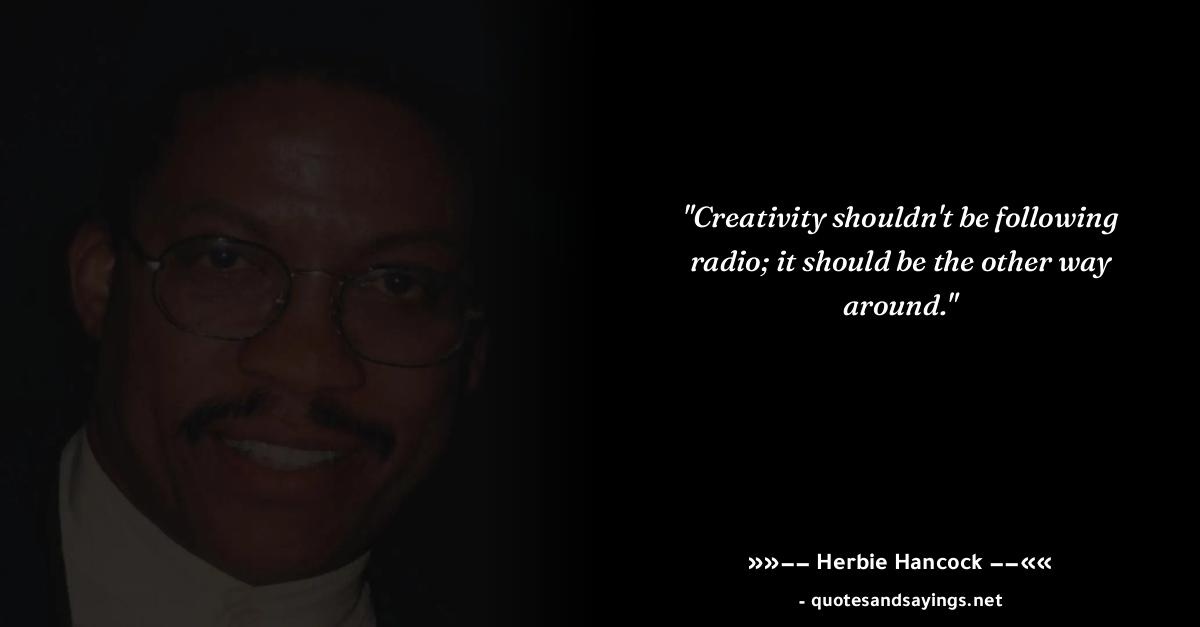 "Creativity shouldn't be following
radio; it should be the other way
around."
»»–– Herbie Hancock ––««
- quotesandsayings.net